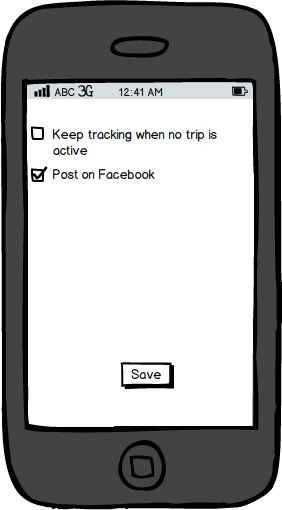 ABC 3G 12:41 AM
Keep tracking when no trip is
active
Post on Facebook
Save